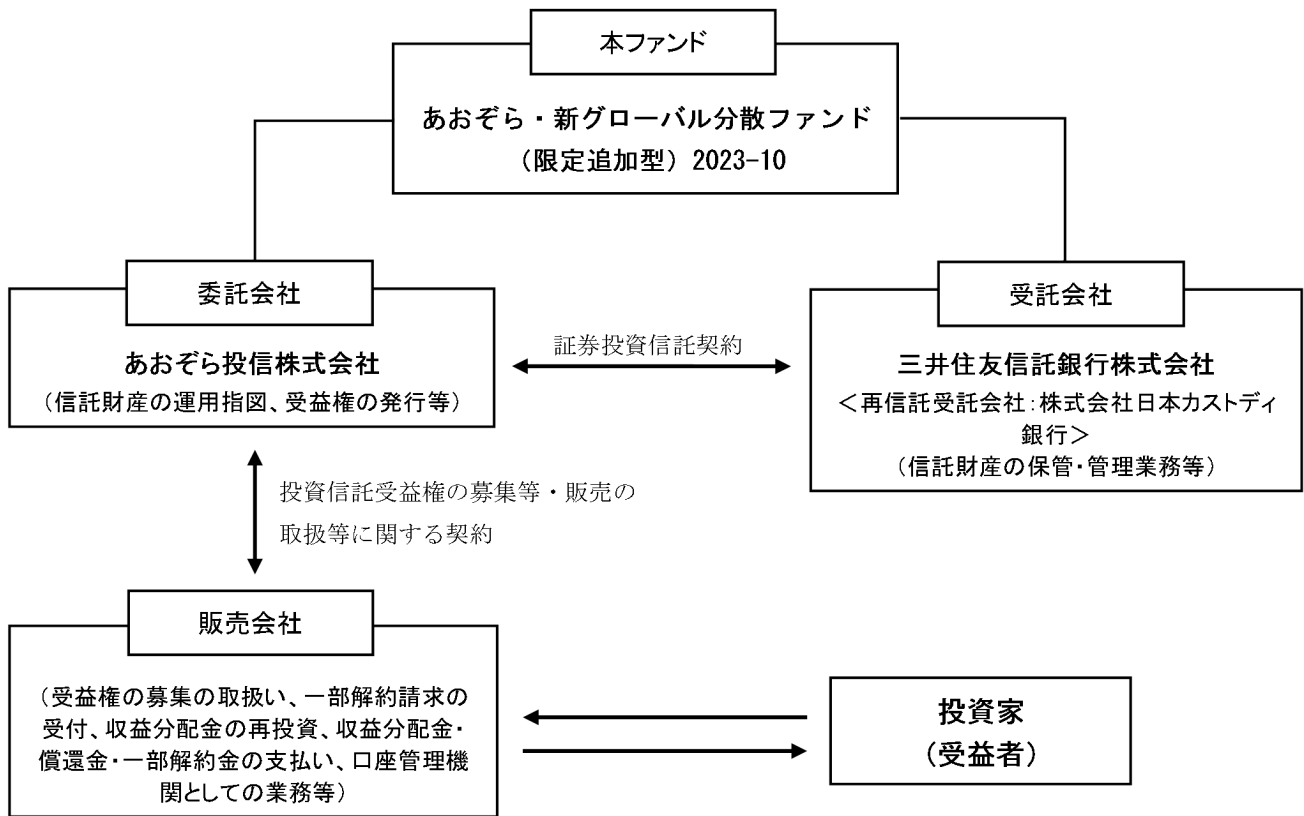 本ファンド
あおぞら・新グローバル分散ファンド
（限定追加型）2023-10
委託会社
あおぞら投信株式会社
（信託財産の運用指図、受益権の発行等）
証券投資信託契約
受託会社
三井住友信託銀行株式会社
＜再信託受託会社：株式会社日本カストディ
銀行＞
（信託財産の保管・管理業務等）
投資信託受益権の募集等・販売の
取扱等に関する契約
販売会社
（受益権の募集の取扱い、一部解約請求の
受付、収益分配金の再投資、収益分配金・
償還金・一部解約金の支払い、口座管理機
関としての業務等）
投資家
（受益者）